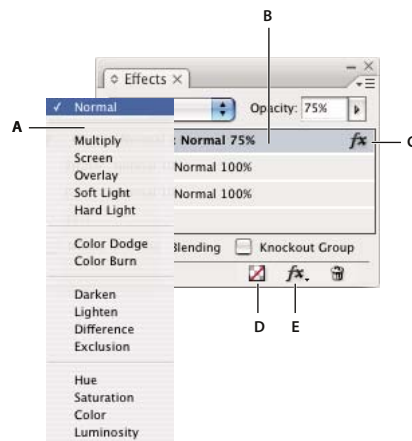 B
Effects ×
✓ Normal
Opacity: 75%
A
C
Multiply
: Normal 75%
fx
Screen
Normal 100%
Overlay
Soft Light
Normal 100%
Hard Light
Color Dodge
Blending
Knockout Group
Color Burn
fx.
Darken
D
E
Lighten
Difference
Exclusion
Hue
Saturation
Color
Luminosity